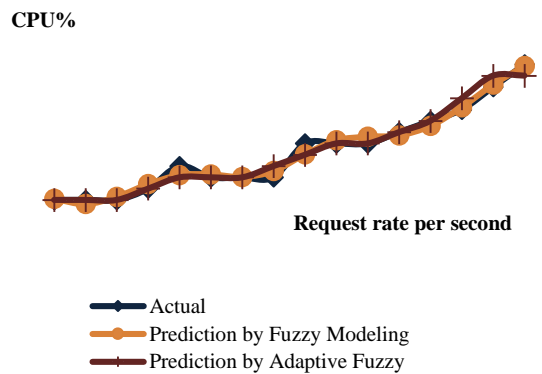 CPU%
Request rate per second
Actual
Prediction by Fuzzy Modeling
Prediction by Adaptive Fuzzy